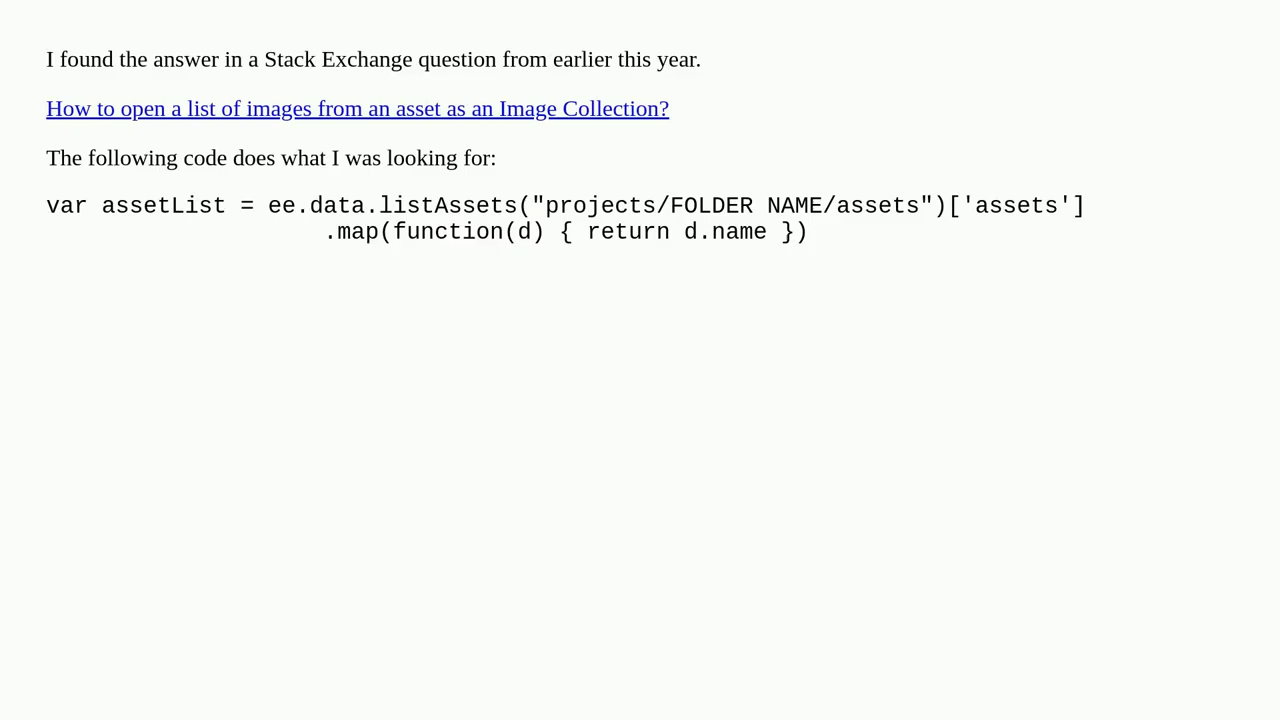 I found the answer in a Stack Exchange question from earlier this year.
How to open a list of images from an asset as an Image Collection?
The following code does what I was looking for:
var assetList = ee.data.listAssets("projects/FOLDER NAME/assets")['assets']
                    .map(function(d) { return d.name })